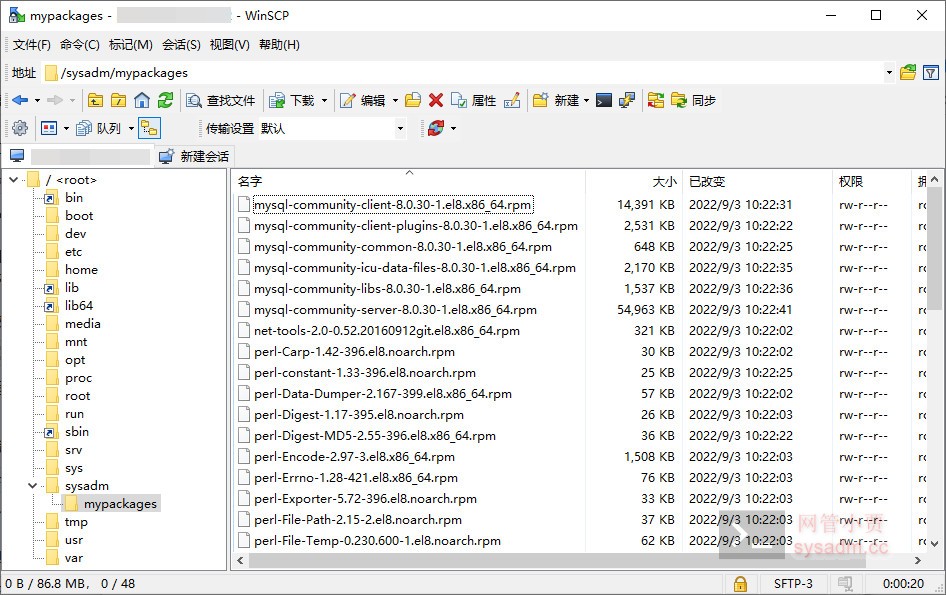 mypackages - - WinSCP
文件(F) 命令(C) 标记(M) 会话(S) 视图(V) 帮助(H)
地址 /sysadm/mypackages
查找文件 下载 编辑 属性 新建 同步
队列 传输设置 默认
新建会话
/ <root>
bin
boot
dev
etc
home
lib
lib64
media
mnt
opt
proc
root
run
sbin
srv
sys
sysadm
mypackages
tmp
usr
var
名字 大小 已改变 权限
mysql-community-client-8.0.30-1.el8.x86_64.rpm 14,391 KB 2022/9/3 10:22:31 rw-r--r--
mysql-community-client-plugins-8.0.30-1.el8.x86_64.rpm 2,531 KB 2022/9/3 10:22:22 rw-r--r--
mysql-community-common-8.0.30-1.el8.x86_64.rpm 648 KB 2022/9/3 10:22:25 rw-r--r--
mysql-community-icu-data-files-8.0.30-1.el8.x86_64.rpm 2,170 KB 2022/9/3 10:22:35 rw-r--r--
mysql-community-libs-8.0.30-1.el8.x86_64.rpm 1,537 KB 2022/9/3 10:22:36 rw-r--r--
mysql-community-server-8.0.30-1.el8.x86_64.rpm 54,963 KB 2022/9/3 10:22:41 rw-r--r--
net-tools-2.0-0.52.20160912git.el8.x86_64.rpm 321 KB 2022/9/3 10:22:02 rw-r--r--
perl-Carp-1.42-396.el8.noarch.rpm 30 KB 2022/9/3 10:22:02 rw-r--r--
perl-constant-1.33-396.el8.noarch.rpm 25 KB 2022/9/3 10:22:25 rw-r--r--
perl-Data-Dumper-2.167-399.el8.x86_64.rpm 57 KB 2022/9/3 10:22:02 rw-r--r--
perl-Digest-1.17-395.el8.noarch.rpm 26 KB 2022/9/3 10:22:03 rw-r--r--
perl-Digest-MD5-2.55-396.el8.x86_64.rpm 36 KB 2022/9/3 10:22:22 rw-r--r--
perl-Encode-2.97-3.el8.x86_64.rpm 1,508 KB 2022/9/3 10:22:03 rw-r--r--
perl-Errno-1.28-421.el8.x86_64.rpm 76 KB 2022/9/3 10:22:03 rw-r--r--
perl-Exporter-5.72-396.el8.noarch.rpm 33 KB 2022/9/3 10:22:03 rw-r--r--
perl-File-Path-2.15-2.el8.noarch.rpm 37 KB 2022/9/3 10:22:03 rw-r--r--
perl-File-Temp-0.230.600-1.el8.noarch.rpm 62 KB 2022/9/3 10:22:03 rw-r--r--
网管小贾
sysadm.cc
0 B / 86.8 MB, 0 / 48 SFTP-3 0:00:20